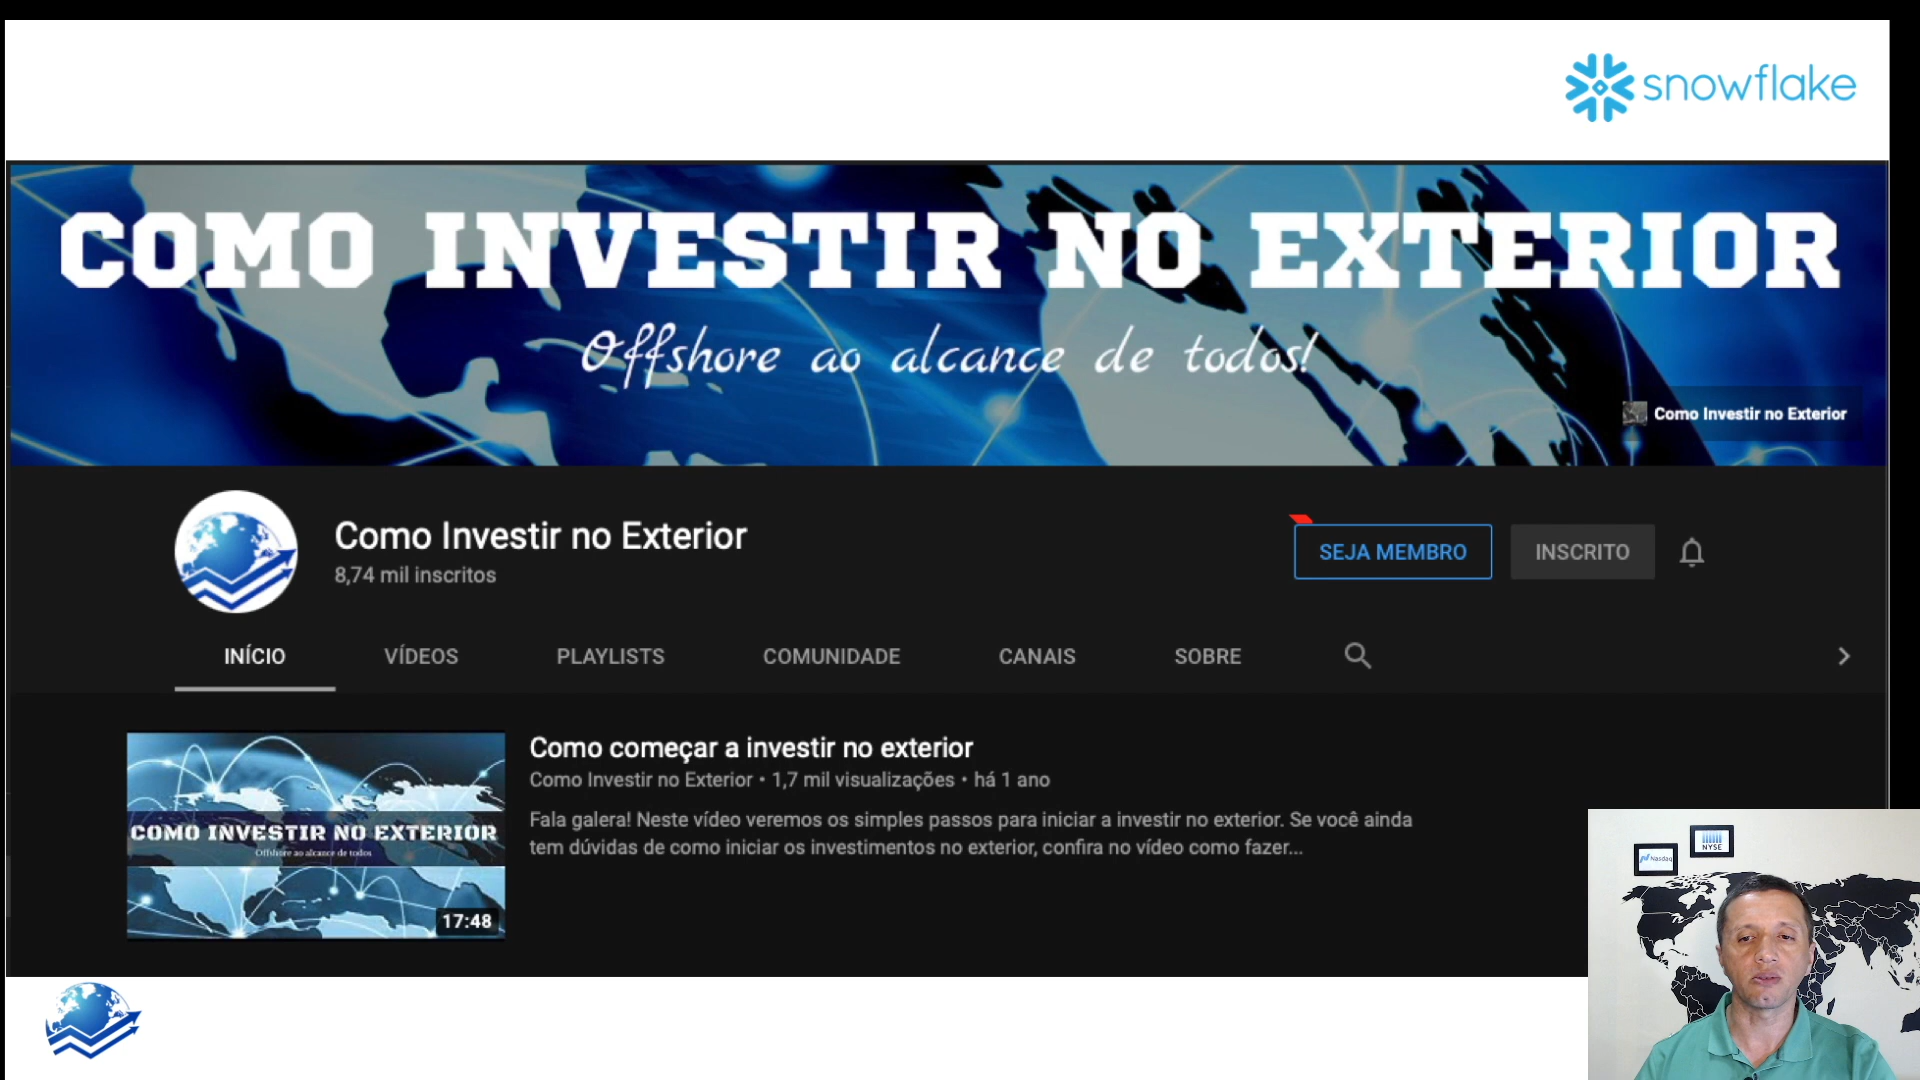 snowflake
COMO INVESTIR NO EXTERIOR
Offshore ao alcance de todos!
Como Investir no Exterior
Como Investir no Exterior
8,74 mil inscritos
SEJA MEMBRO
INSCRITO
INÍCIO
VÍDEOS
PLAYLISTS
COMUNIDADE
CANAIS
SOBRE
COMO INVESTIR NO EXTERIOR
Offshore ao alcance de todos
17:48
Como começar a investir no exterior
Como Investir no Exterior • 1,7 mil visualizações • há 1 ano
Fala galera! Neste vídeo veremos os simples passos para iniciar a investir no exterior. Se você ainda
tem dúvidas de como iniciar os investimentos no exterior, confira no vídeo como fazer...
Nasdaq
NYSE